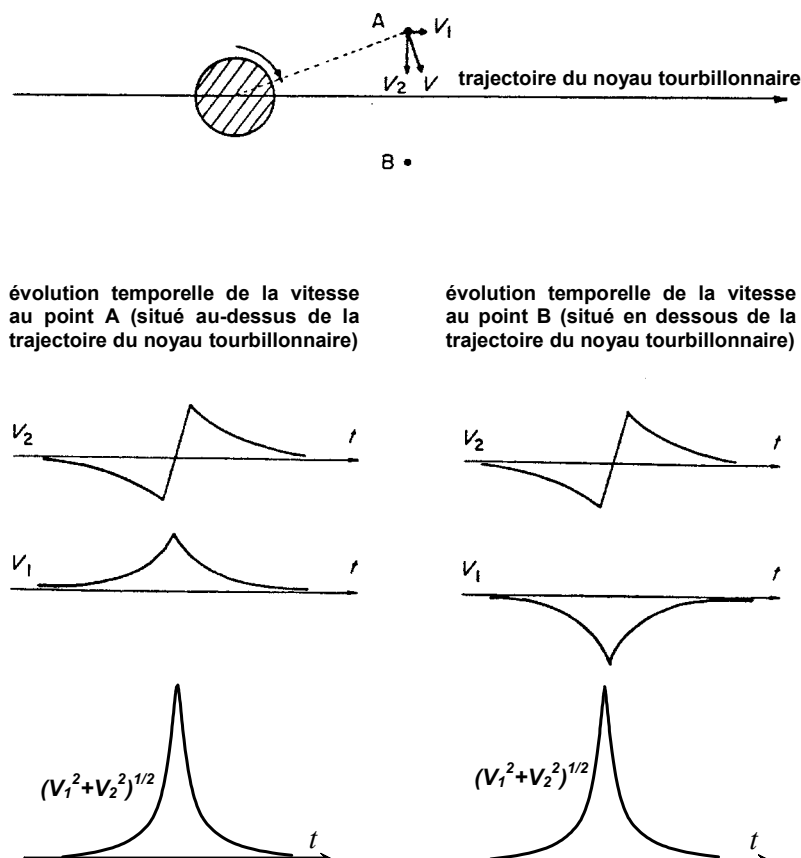 A
V₁
V₂ V
trajectoire du noyau tourbillonnaire
B
évolution temporelle de la vitesse
au point A (situé au-dessus de la
trajectoire du noyau tourbillonnaire)
V₂
t
V₁
t
(V₁²+V₂²)^1/2
t
évolution temporelle de la vitesse
au point B (situé en dessous de la
trajectoire du noyau tourbillonnaire)
V₂
t
V₁
t
(V₁²+V₂²)^1/2
t